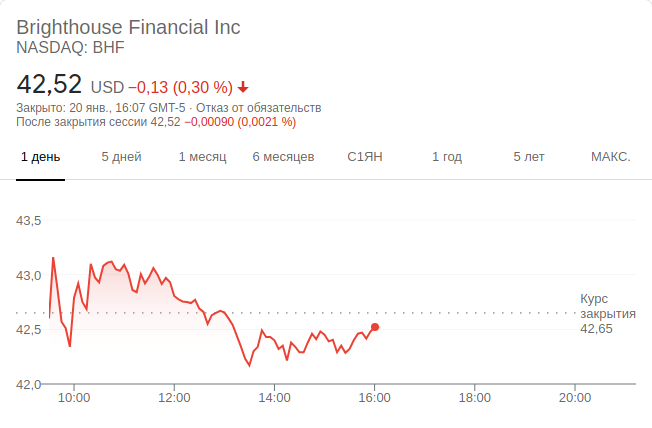 Brighthouse Financial Inc
NASDAQ: BHF
42,52 USD −0,13 (0,30 %)
Закрыто: 20 янв., 16:07 GMT-5 · Отказ от обязательств
После закрытия сессии 42,52 −0,00090 (0,0021 %)
1 день 5 дней 1 месяц 6 месяцев С1ЯН 1 год 5 лет МАКС.
43,5
43,0
Курс
закрытия
42,65
42,5
42,0
10:00 12:00 14:00 16:00 18:00 20:00